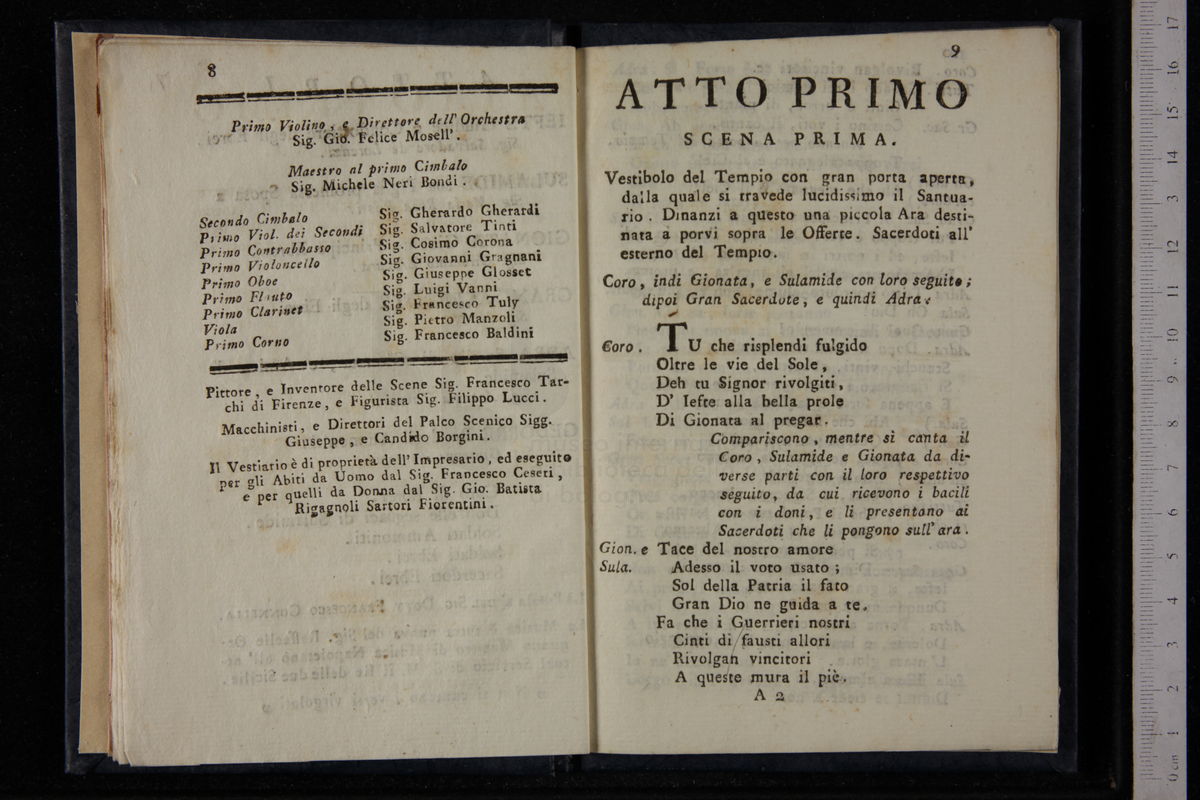 8
Primo Violino, e Direttore dell' Orchestra
Sig. Gio. Felice Mosell'.
Maestro al primo Cimbalo
Sig. Michele Neri Bondi.
Secondo Cimbalo Sig. Gherardo Gherardi
Primo Viol. dei Secondi Sig. Salvatore Tinti
Primo Contrabbasso Sig. Cosimo Corona
Primo Violoncello Sig. Giovanni Gragnani
Primo Oboe Sig. Giuseppe Glosset
Primo Flauto Sig. Luigi Vanni
Primo Clarinet Sig. Francesco Tuly
Viola Sig. Pietro Manzoli
Primo Corno Sig. Francesco Baldini
Pittore, e Inventore delle Scene Sig. Francesco Tar-
chi di Firenze, e Figurista Sig. Filippo Lucci.
Macchinisti, e Direttori del Palco Scenico Sigg.
Giuseppe, e Candido Borgini.
Il Vestiario è di proprietà dell' Impresario, ed eseguito
per gli Abiti da Uomo dal Sig. Francesco Ceseri,
e per quelli da Donna dal Sig. Gio. Batista
Rigagnoli Sartori Fiorentini.
9
ATTO PRIMO
SCENA PRIMA.
Vestibolo del Tempio con gran porta aperta,
dalla quale si travede lucidissimo il Santua-
rio. Dinanzi a questo una piccola Ara desti-
nata a porvi sopra le Offerte. Sacerdoti all'
esterno del Tempio.
Coro, indi Gionata, e Sulamide con loro seguito;
dipoi Gran Sacerdote, e quindi Adra.
Coro. TU che risplendi fulgido
Oltre le vie del Sole,
Deh tu Signor rivolgiti,
D' Iefte alla bella prole
Di Gionata al pregar.
Compariscono, mentre si canta il
Coro, Sulamide e Gionata da di-
verse parti con il loro respettivo
seguito, da cui ricevono i bacili
con i doni, e li presentano ai
Sacerdoti che li pongono sull' ara.
Gion. e Tace del nostro amore
Sula. Adesso il voto usato;
Sol della Patria il fato
Gran Dio ne guida a te.
Fa che i Guerrieri nostri
Cinti di fausti allori
Rivolgan vincitori
A queste mura il piè.
A 2